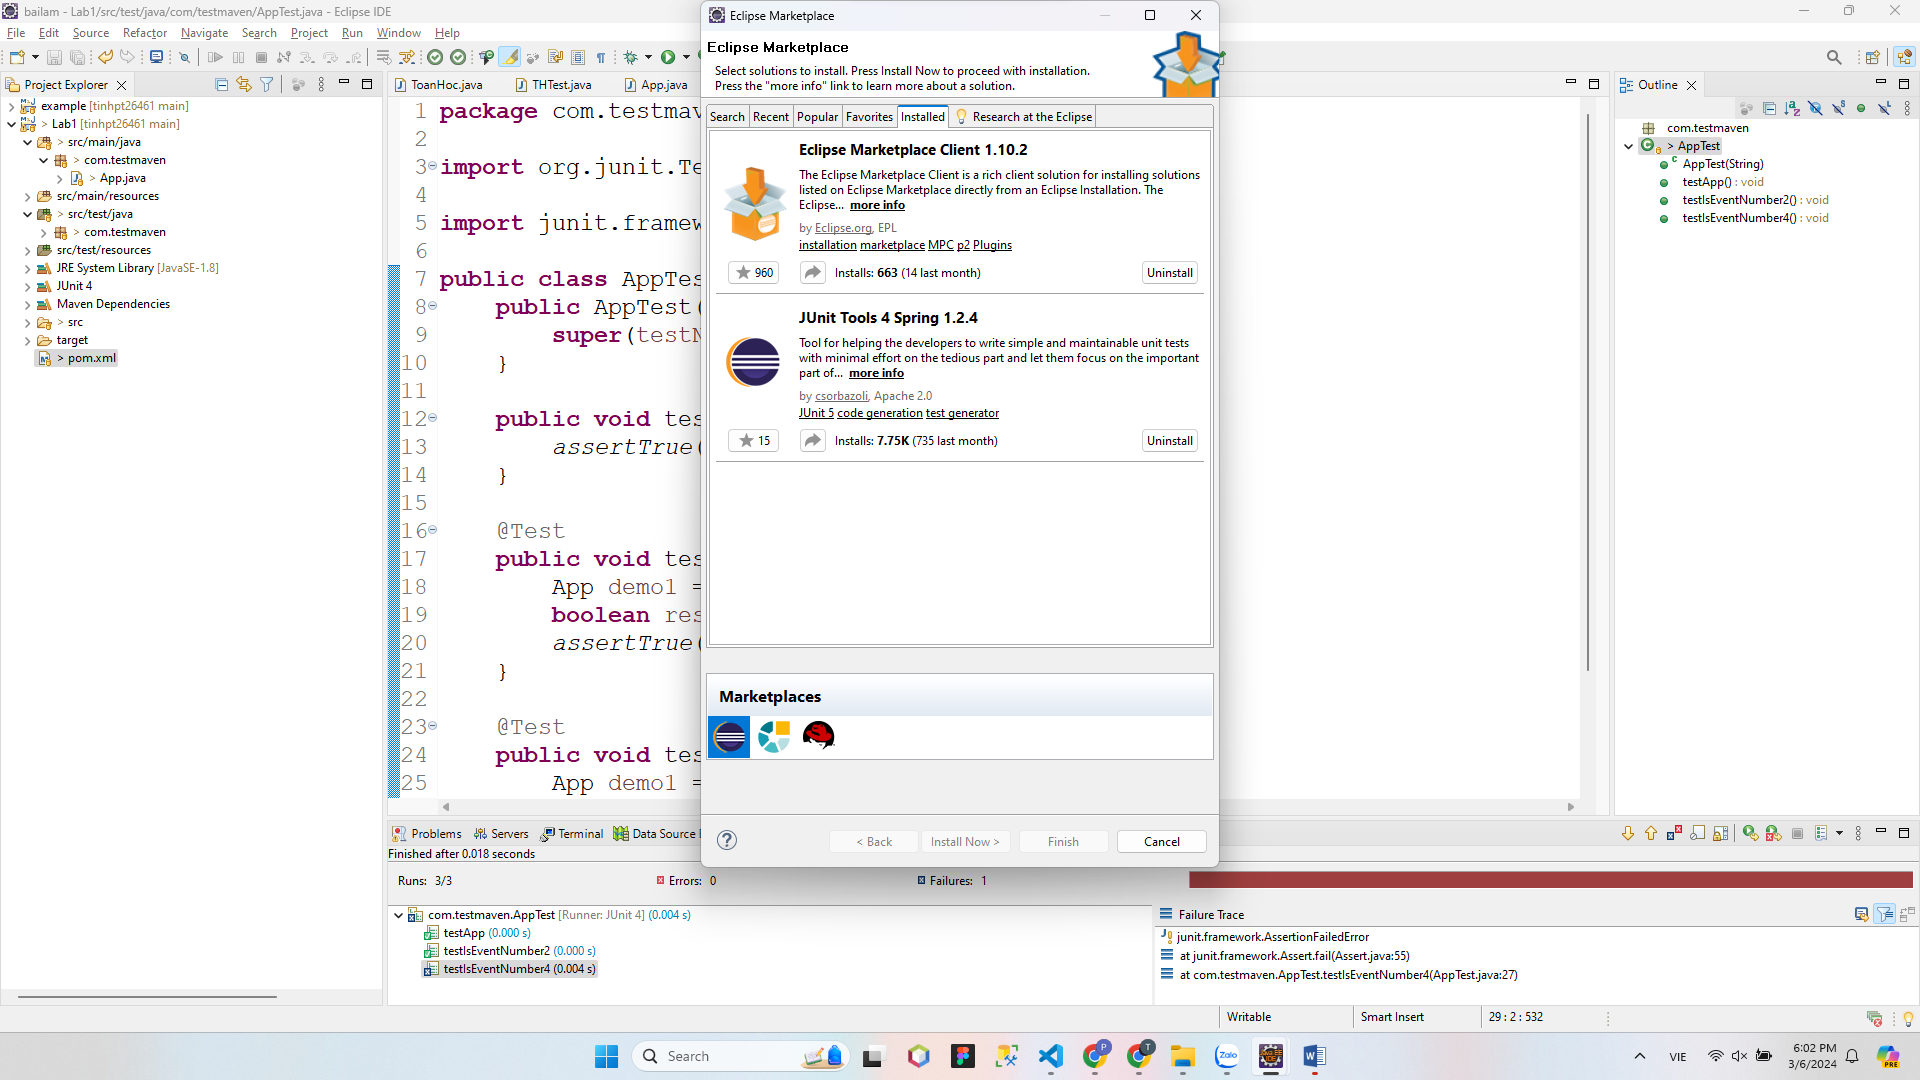 bailam - Lab1/src/test/java/com/testmaven/AppTest.java - Eclipse IDE
File Edit Source Refactor Navigate Search Project Run Window Help
Project Explorer
example [tinhpt26461 main]
> Lab1 [tinhpt26461 main]
> src/main/java
> com.testmaven
> App.java
src/main/resources
> src/test/java
> com.testmaven
src/test/resources
JRE System Library [JavaSE-1.8]
JUnit 4
Maven Dependencies
> src
target
> pom.xml
ToanHoc.java THTest.java App.java
1 package com.testmav
2
3 import org.junit.Te
4
5 import junit.framew
6
7 public class AppTes
8 public AppTest(
9 super(testN
10 }
11
12 public void tes
13 assertTrue(
14 }
15
16 @Test
17 public void tes
18 App demo1 =
19 boolean res
20 assertTrue(
21 }
22
23 @Test
24 public void tes
25 App demo1 =
Eclipse Marketplace
Eclipse Marketplace
Select solutions to install. Press Install Now to proceed with installation.
Press the "more info" link to learn more about a solution.
Search Recent Popular Favorites Installed Research at the Eclipse
Eclipse Marketplace Client 1.10.2
The Eclipse Marketplace Client is a rich client solution for installing solutions
listed on Eclipse Marketplace directly from an Eclipse Installation. The
Eclipse... more info
by Eclipse.org, EPL
installation marketplace MPC p2 Plugins
960 Installs: 663 (14 last month) Uninstall
JUnit Tools 4 Spring 1.2.4
Tool for helping the developers to write simple and maintainable unit tests
with minimal effort on the tedious part and let them focus on the important
part of... more info
by csorbazoli, Apache 2.0
JUnit 5 code generation test generator
15 Installs: 7.75K (735 last month) Uninstall
Marketplaces
< Back Install Now > Finish Cancel
Outline
com.testmaven
> AppTest
AppTest(String)
testApp() : void
testIsEventNumber2() : void
testIsEventNumber4() : void
Problems Servers Terminal Data Source
Finished after 0.018 seconds
Runs: 3/3 Errors: 0 Failures: 1
com.testmaven.AppTest [Runner: JUnit 4] (0.004 s)
testApp (0.000 s)
testIsEventNumber2 (0.000 s)
testIsEventNumber4 (0.004 s)
Failure Trace
junit.framework.AssertionFailedError
at junit.framework.Assert.fail(Assert.java:55)
at com.testmaven.AppTest.testIsEventNumber4(AppTest.java:27)
Writable Smart Insert 29 : 2 : 532
Search
P
T
Zalo
VIE
6:02 PM
3/6/2024
PRE